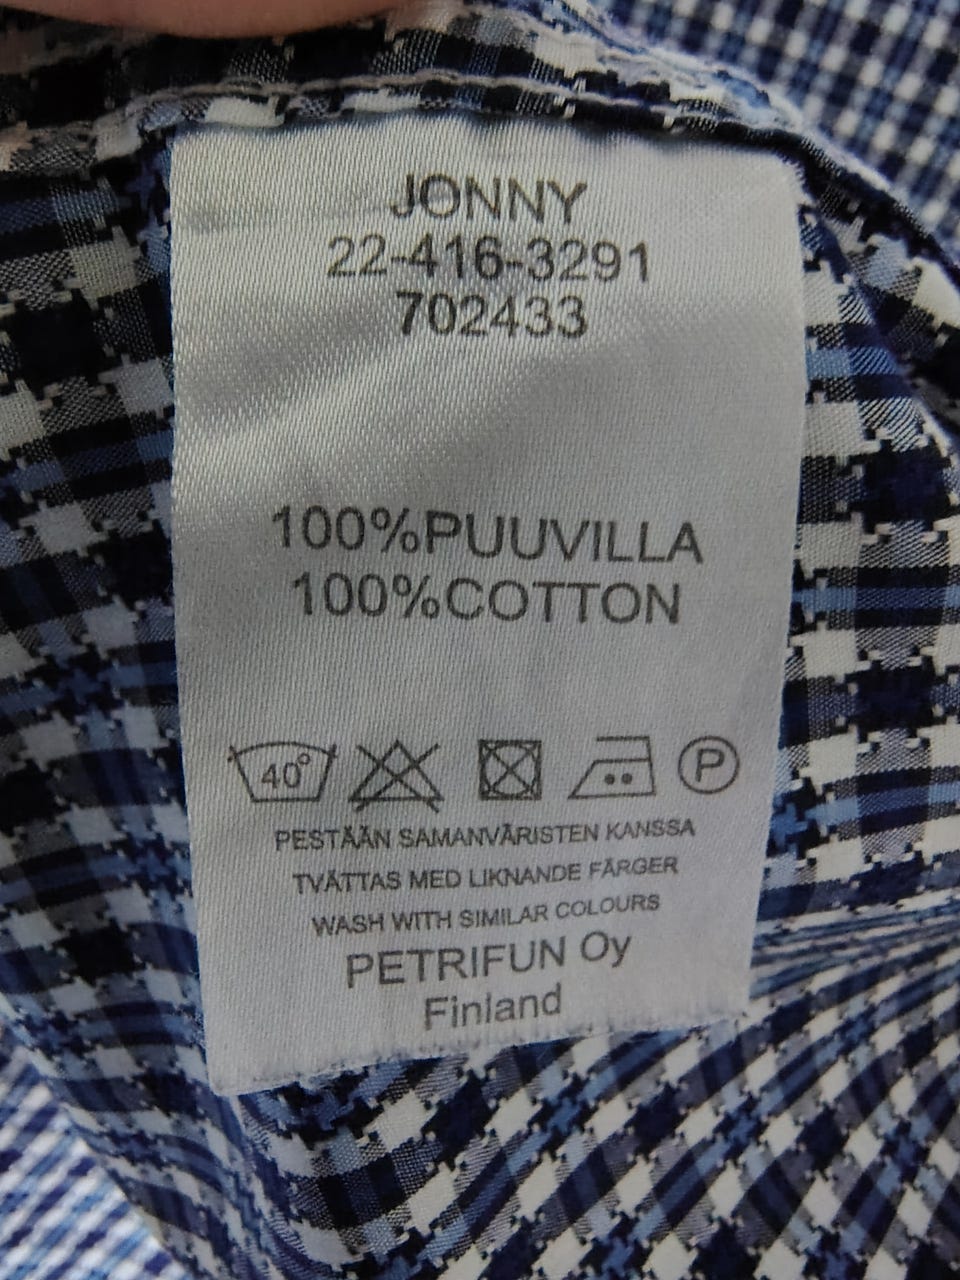 JONNY
22-416-3291
702433
100%PUUVILLA
100%COTTON
40° P
PESTÄÄN SAMANVÄRISTEN KANSSA
TVÄTTAS MED LIKNANDE FÄRGER
WASH WITH SIMILAR COLOURS
PETRIFUN Oy
Finland